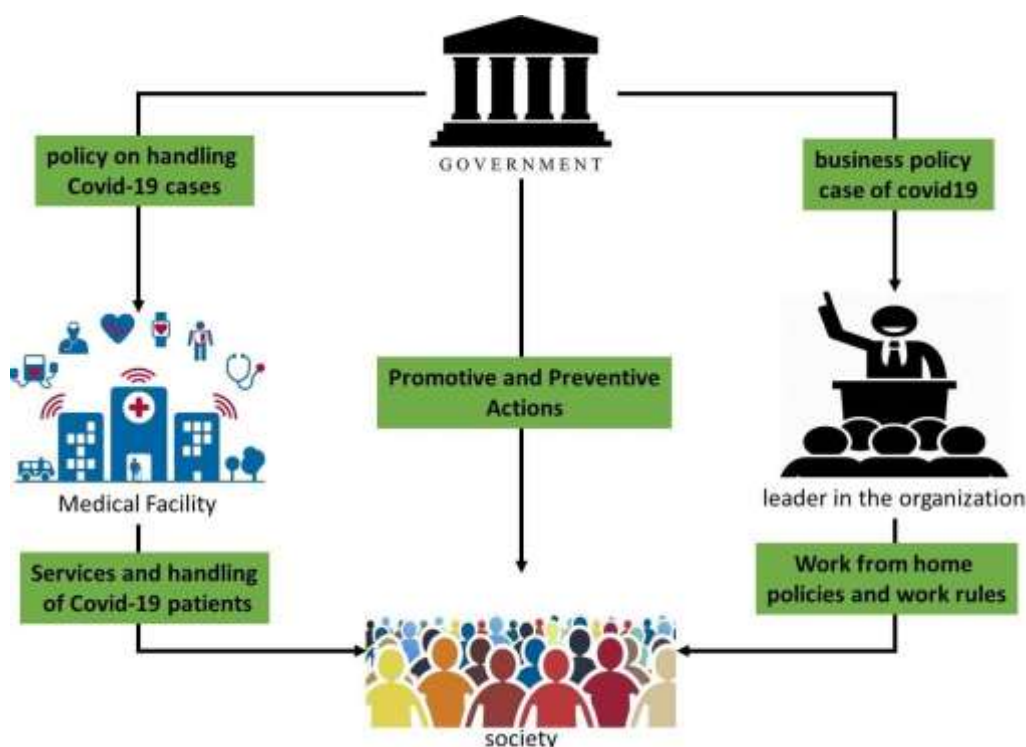 GOVERNMENT
policy on handling
Covid-19 cases
business policy
case of covid19
Promotive and Preventive
Actions
Medical Facility
leader in the organization
Services and handling
of Covid-19 patients
Work from home
policies and work rules
society